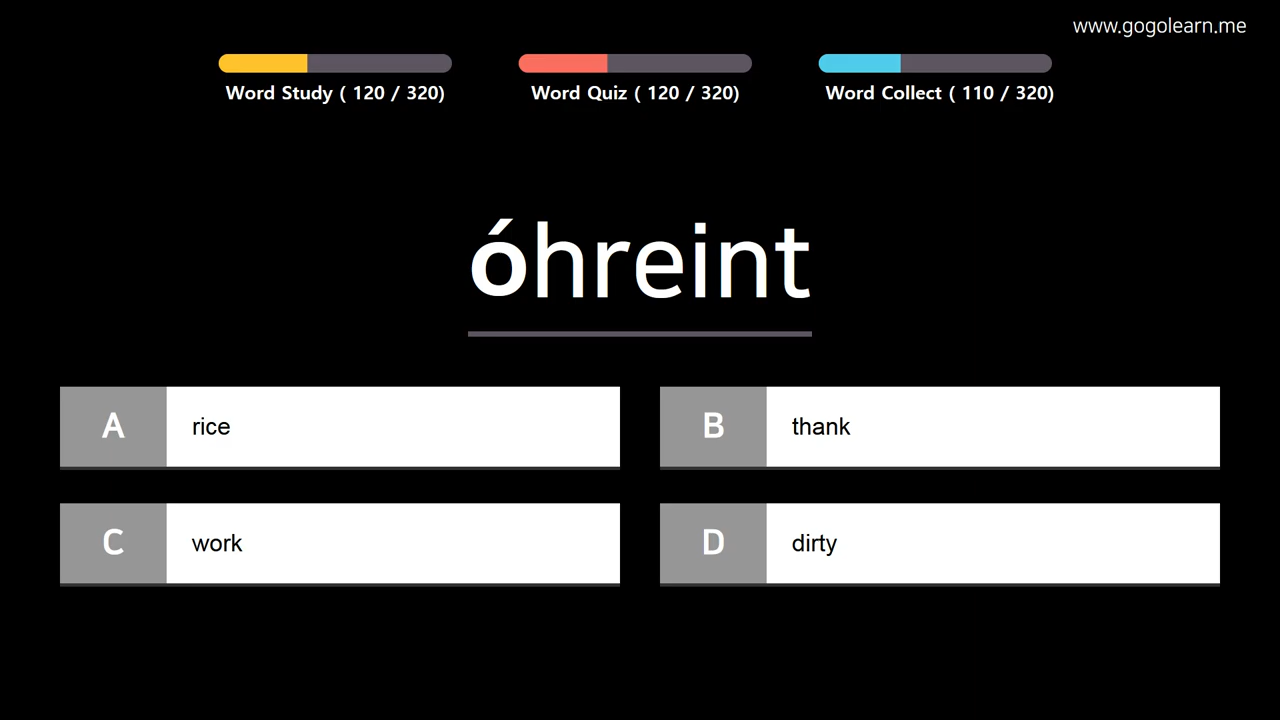 www.gogolearn.me
Word Study ( 120 / 320)
Word Quiz ( 120 / 320)
Word Collect ( 110 / 320)
óhreint
A rice
B thank
C work
D dirty